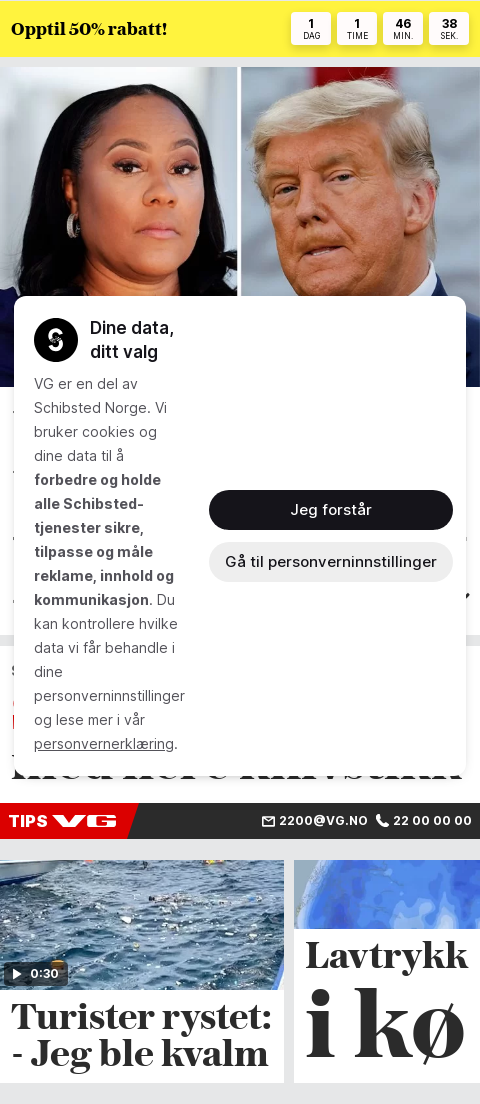 Opptil 50% rabatt!
1
DAG
1
TIME
46
MIN.
38
SEK.
Dine data,
ditt valg
VG er en del av
Schibsted Norge. Vi
bruker cookies og
dine data til å
forbedre og holde
alle Schibsted-
tjenester sikre,
tilpasse og måle
reklame, innhold og
kommunikasjon. Du
kan kontrollere hvilke
data vi får behandle i
dine
personverninnstillinger
og lese mer i vår
personvernerklæring.
Jeg forstår
Gå til personverninnstillinger
TIPS VG
2200@VG.NO
22 00 00 00
0:30
Turister rystet:
- Jeg ble kvalm
Lavtrykk
i kø